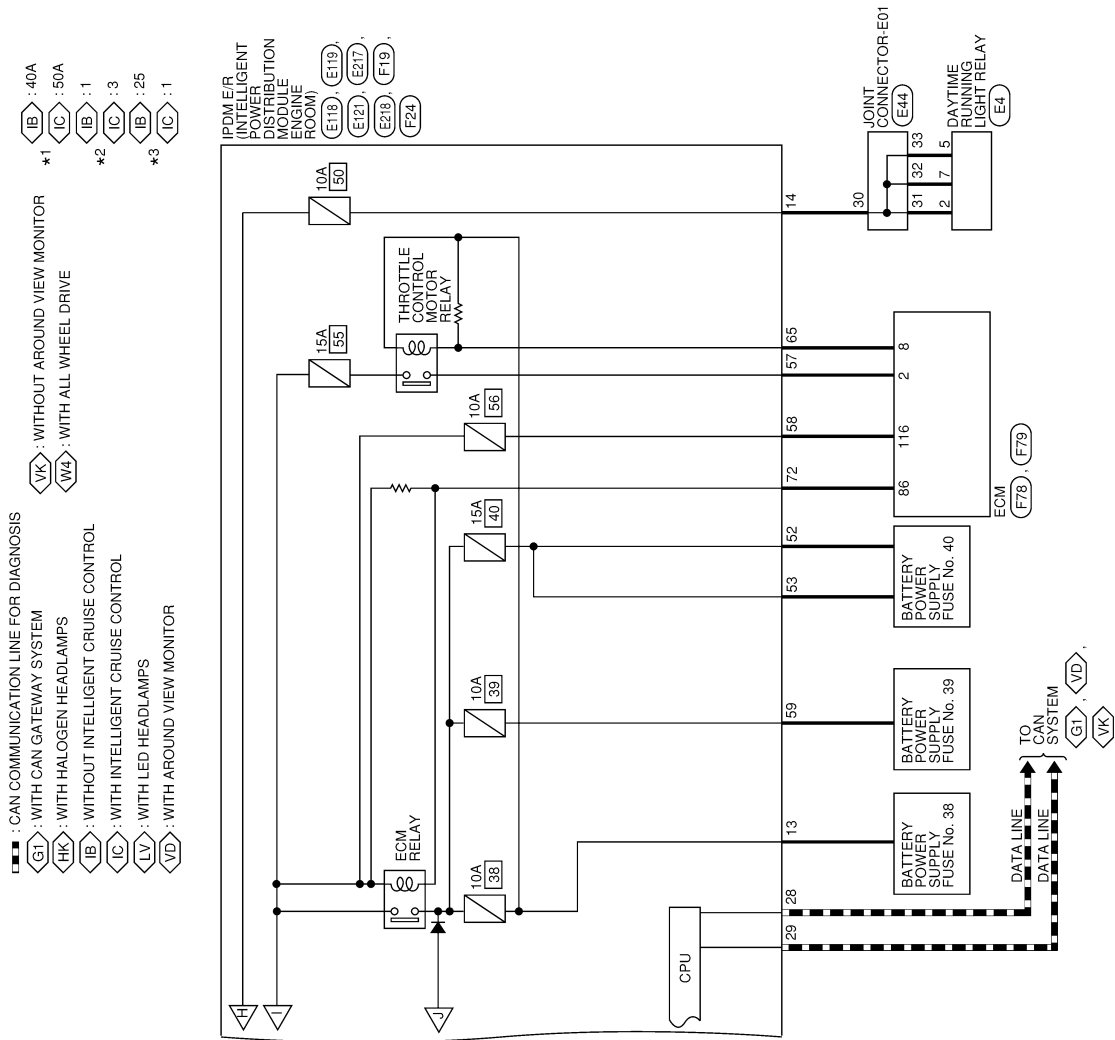 : CAN COMMUNICATION LINE FOR DIAGNOSIS
G1 : WITH CAN GATEWAY SYSTEM
HK : WITH HALOGEN HEADLAMPS
IB : WITHOUT INTELLIGENT CRUISE CONTROL
IC : WITH INTELLIGENT CRUISE CONTROL
LV : WITH LED HEADLAMPS
VD : WITH AROUND VIEW MONITOR
VK : WITHOUT AROUND VIEW MONITOR
W4 : WITH ALL WHEEL DRIVE
*1 IB : 40A
IC : 50A
*2 IB : 1
IC : 3
*3 IB : 25
IC : 1
IPDM E/R
(INTELLIGENT
POWER
DISTRIBUTION
MODULE
ENGINE
ROOM)
E118 , E119 ,
E121 , E217 ,
E218 , F19 ,
F24
H
I
J
10A
50
15A
55
THROTTLE
CONTROL
MOTOR
RELAY
10A
56
15A
40
10A
39
ECM
RELAY
10A
38
CPU
29
28
13
59
53
52
72
58
57
65
14
DATA LINE
DATA LINE
TO
CAN
SYSTEM
G1 , VD ,
VK
BATTERY
POWER
SUPPLY
FUSE No. 38
BATTERY
POWER
SUPPLY
FUSE No. 39
BATTERY
POWER
SUPPLY
FUSE No. 40
86
116
2
8
ECM
F78 , F79
30
JOINT
CONNECTOR-E01
E44
31
32
33
2
7
5
DAYTIME
RUNNING
LIGHT RELAY
E4